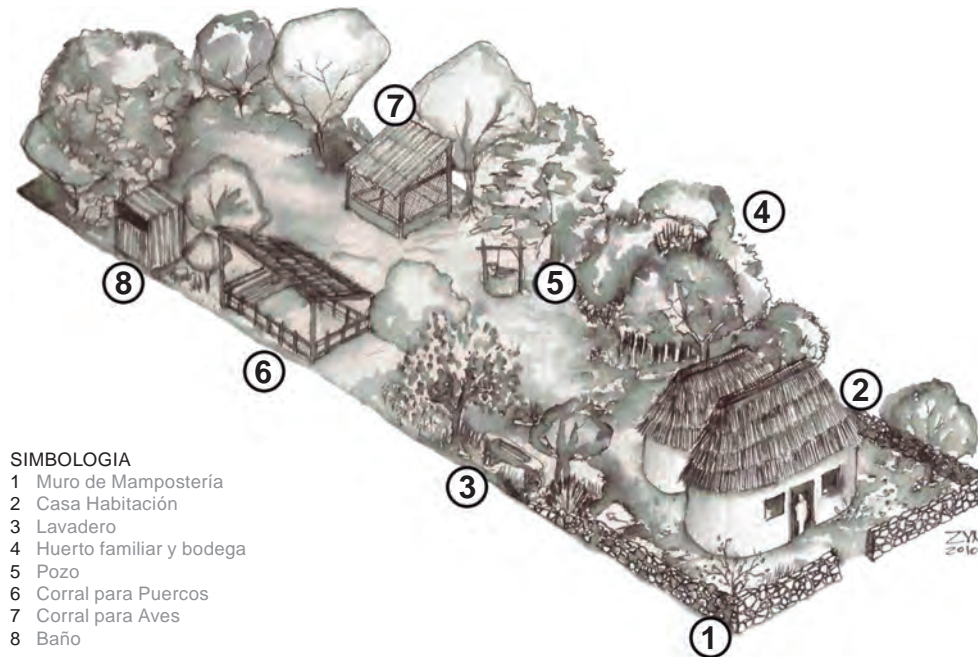 7
4
5
8
6
2
3
SIMBOLOGIA
1 Muro de Mampostería
2 Casa Habitación
3 Lavadero
4 Huerto familiar y bodega
5 Pozo
6 Corral para Puercos
7 Corral para Aves
8 Baño
1